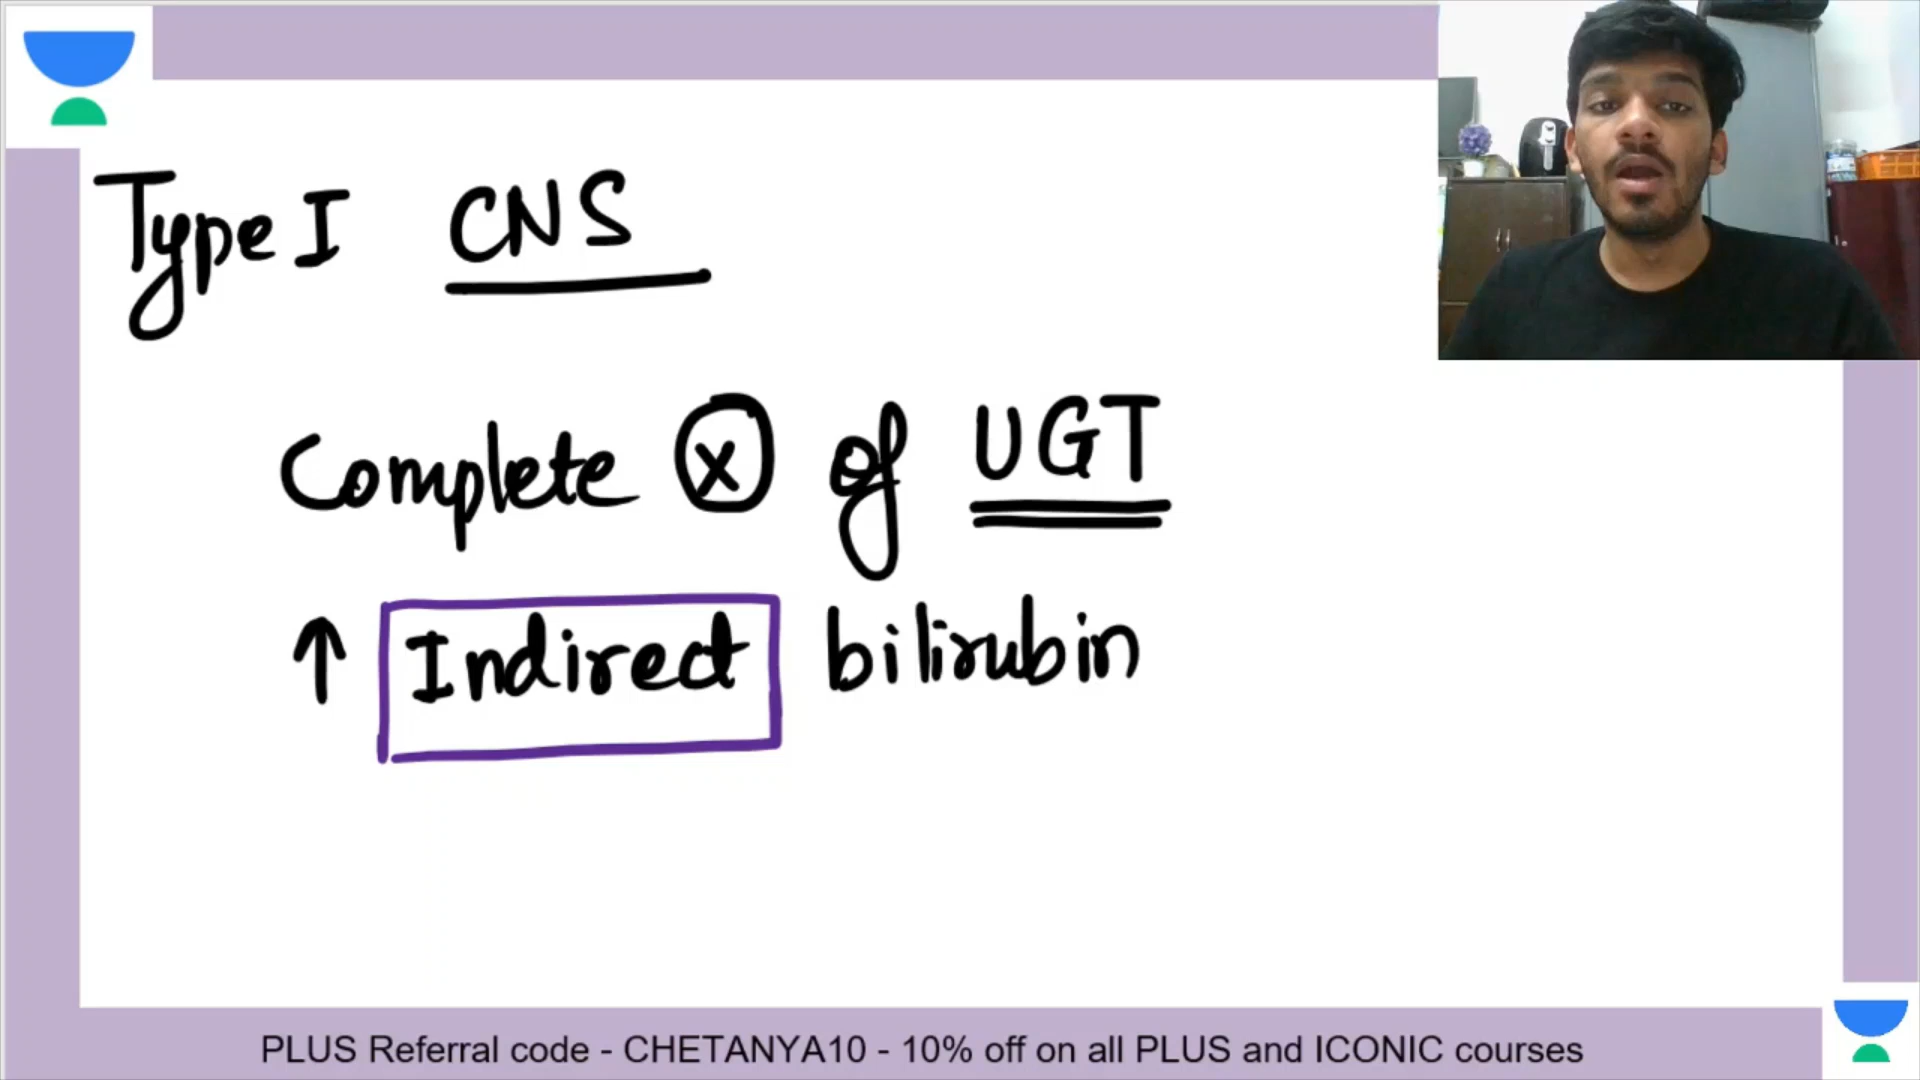 Type I CNS
Complete ⓧ of UGT
↑ Indirect bilirubin
PLUS Referral code - CHETANYA10 - 10% off on all PLUS and ICONIC courses